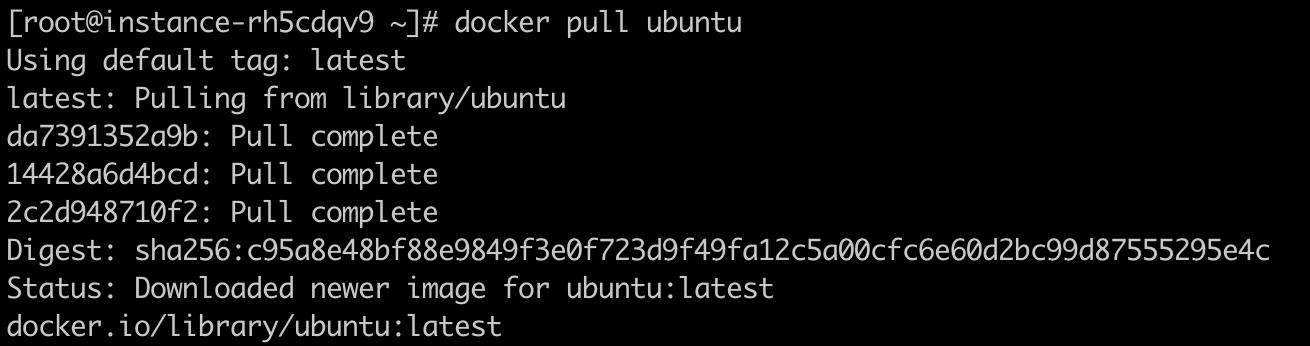 [root@instance-rh5cdqv9 ~]# docker pull ubuntu
Using default tag: latest
latest: Pulling from library/ubuntu
da7391352a9b: Pull complete
14428a6d4bcd: Pull complete
2c2d948710f2: Pull complete
Digest: sha256:c95a8e48bf88e9849f3e0f723d9f49fa12c5a00cfc6e60d2bc99d87555295e4c
Status: Downloaded newer image for ubuntu:latest
docker.io/library/ubuntu:latest